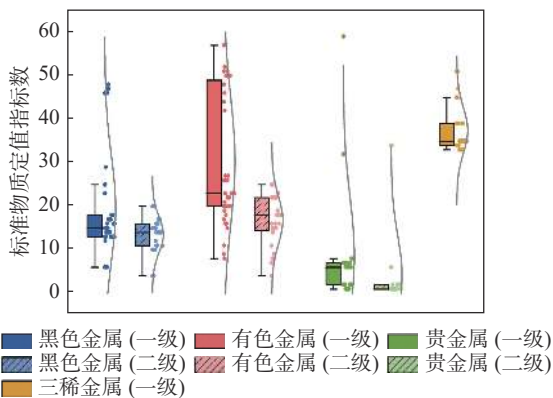 标准物质定值指标数
60
50
40
30
20
10
0
黑色金属 (一级) 有色金属 (一级) 贵金属 (一级)
黑色金属 (二级) 有色金属 (二级) 贵金属 (二级)
三稀金属 (一级)